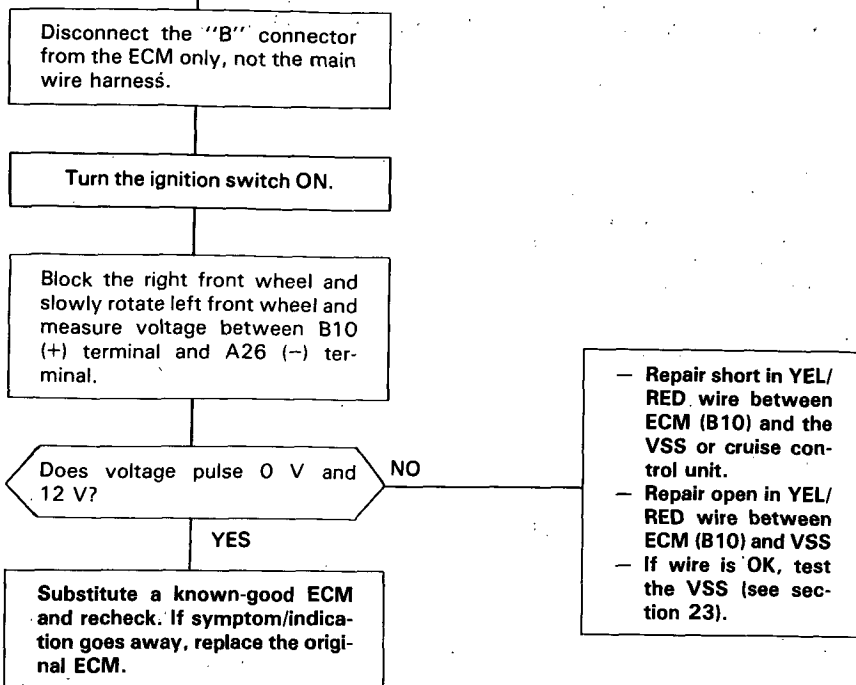 Disconnect the "B" connector
from the ECM only, not the main
wire harness.
Turn the ignition switch ON.
Block the right front wheel and
slowly rotate left front wheel and
measure voltage between B10
(+) terminal and A26 (−) ter-
minal.
Does voltage pulse 0 V and
12 V?
NO
— Repair short in YEL/
RED wire between
ECM (B10) and the
VSS or cruise con-
trol unit.
— Repair open in YEL/
RED wire between
ECM (B10) and VSS
— If wire is OK, test
the VSS (see sec-
tion 23).
YES
Substitute a known-good ECM
and recheck. If symptom/indica-
tion goes away, replace the origi-
nal ECM.